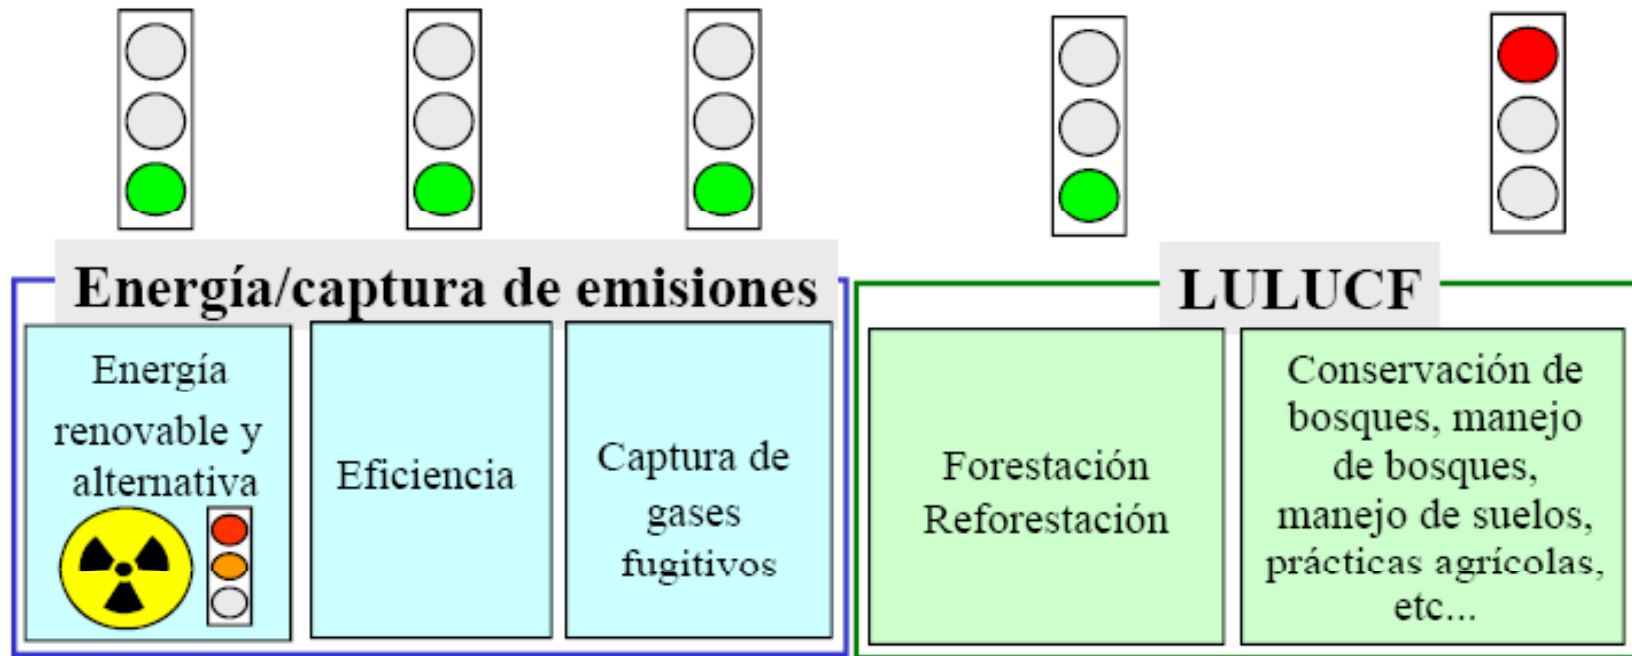 Energía/captura de emisiones
LULUCF
Energía
renovable y
alternativa
Eficiencia
Captura de
gases
fugitivos
Forestación
Reforestación
Conservación de
bosques, manejo
de bosques,
manejo de suelos,
prácticas agrícolas,
etc...